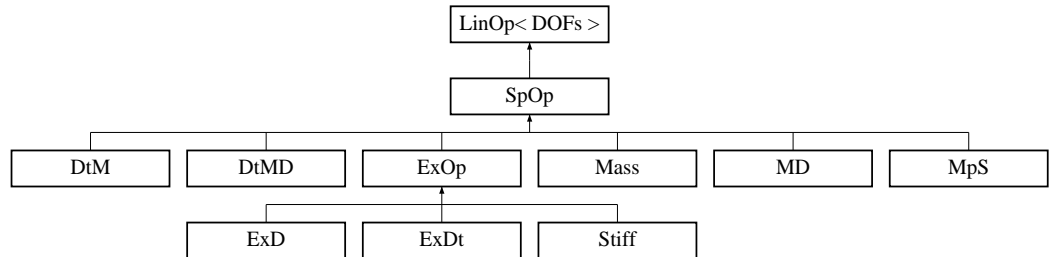 LinOp< DOFs >
SpOp
DtM DtMD ExOp Mass MD MpS
ExD ExDt Stiff